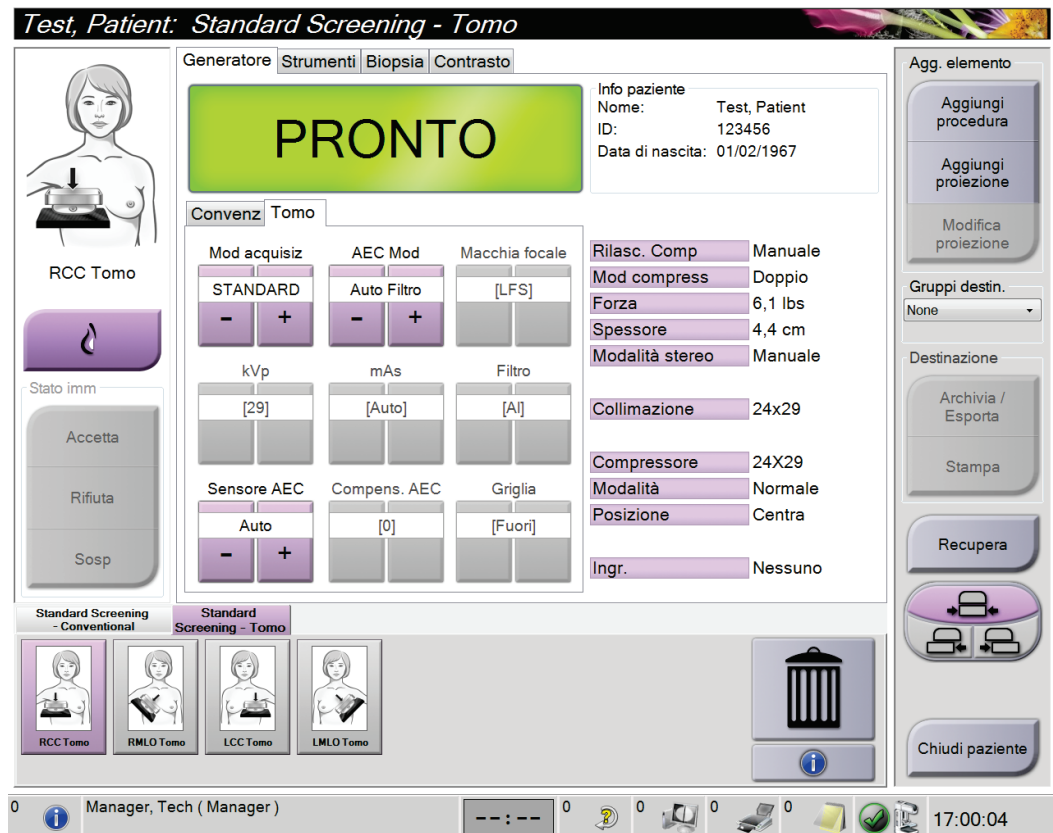 Test, Patient: Standard Screening - Tomo
Generatore Strumenti Biopsia Contrasto
PRONTO
Info paziente
Nome: Test, Patient
ID: 123456
Data di nascita: 01/02/1967
RCC Tomo
Stato imm
Accetta
Rifiuta
Sosp
Convenz Tomo
Mod acquisiz AEC Mod Macchia focale
STANDARD Auto Filtro [LFS]
- + - +
kVp mAs Filtro
[29] [Auto] [Al]
Sensore AEC Compens. AEC Griglia
Auto [0] [Fuori]
- +
Rilasc. Comp Manuale
Mod compress Doppio
Forza 6,1 lbs
Spessore 4,4 cm
Modalità stereo Manuale
Collimazione 24x29
Compressore 24X29
Modalità Normale
Posizione Centra
Ingr. Nessuno
Agg. elemento
Aggiungi
procedura
Aggiungi
proiezione
Modifica
proiezione
Gruppi destin.
None
Destinazione
Archivia /
Esporta
Stampa
Recupera
Chiudi paziente
Standard Screening
- Conventional
Standard
Screening - Tomo
RCC Tomo RMLO Tomo LCC Tomo LMLO Tomo
0 Manager, Tech ( Manager ) --:-- 0 0 0 0 17:00:04